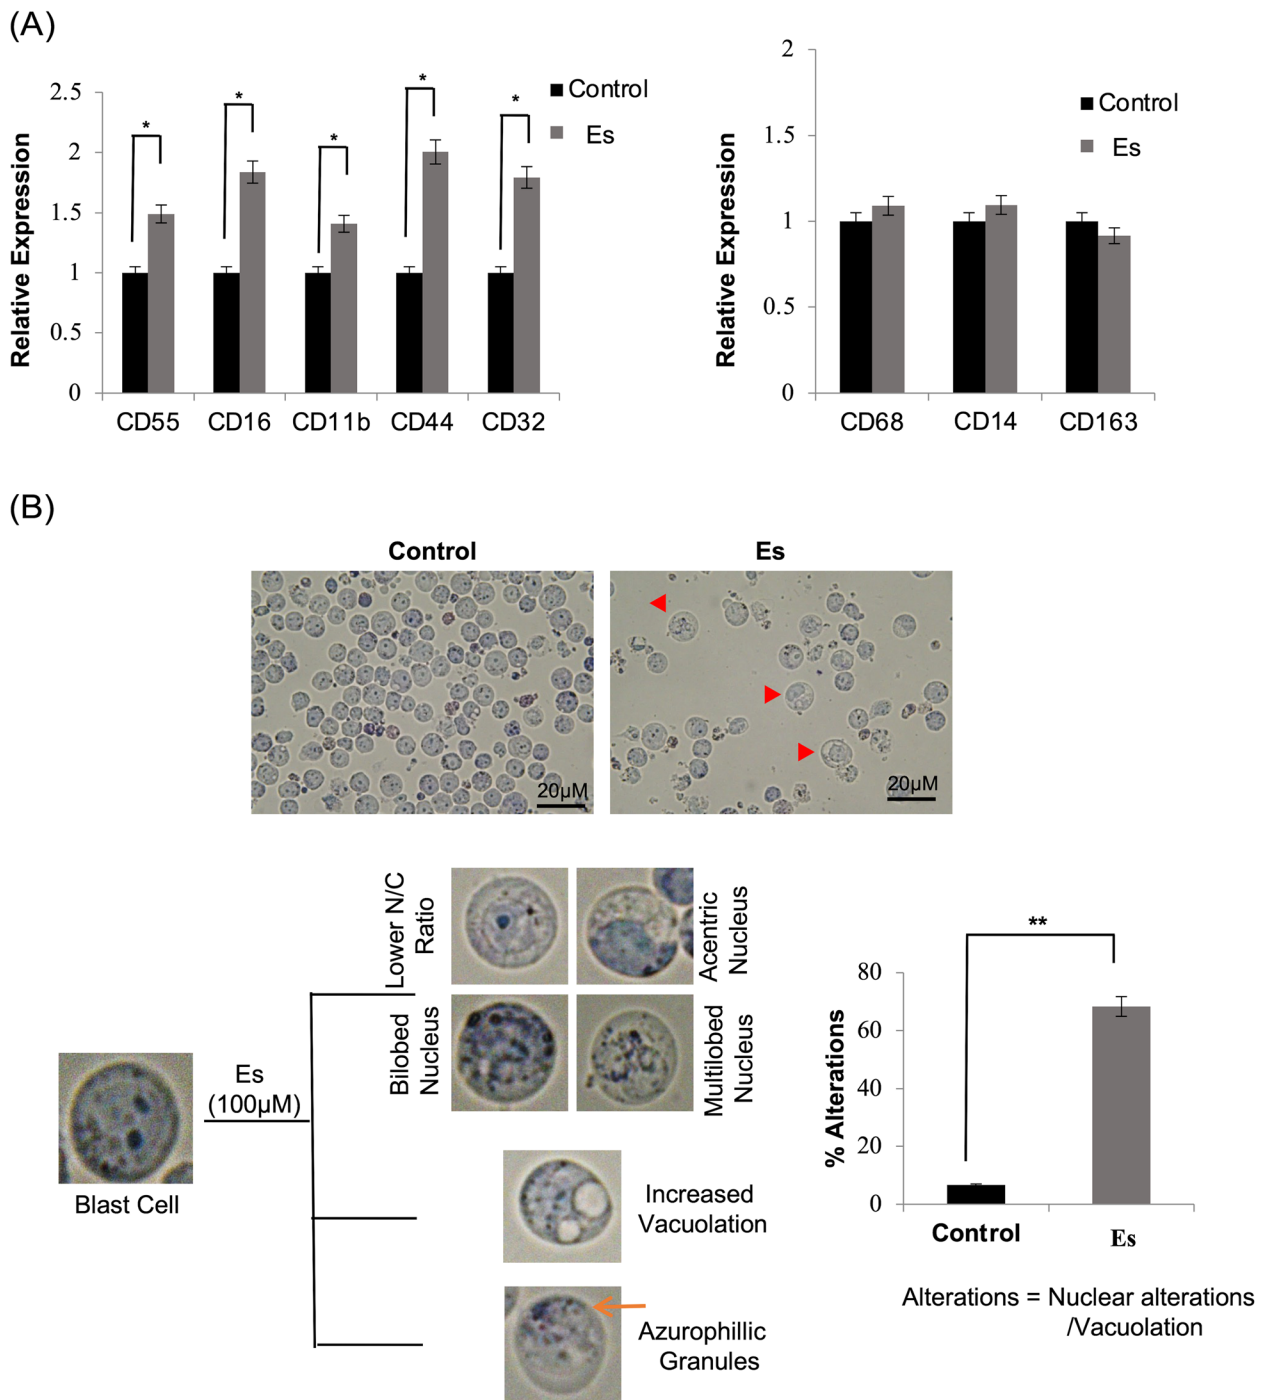 (A)
2.5
2
1.5
1
0.5
0
Relative Expression
*
*
*
*
*
Control
Es
CD55
CD16
CD11b
CD44
CD32
2
1.5
1
0.5
0
Relative Expression
Control
Es
CD68
CD14
CD163
(B)
Control
Es
20µM
20µM
Lower N/C
Ratio
Acentric
Nucleus
Bilobed
Nucleus
Multilobed
Nucleus
Es
(100µM)
Blast Cell
Increased
Vacuolation
Azurophillic
Granules
**
80
60
40
20
0
% Alterations
Control
Es
Alterations = Nuclear alterations
/Vacuolation